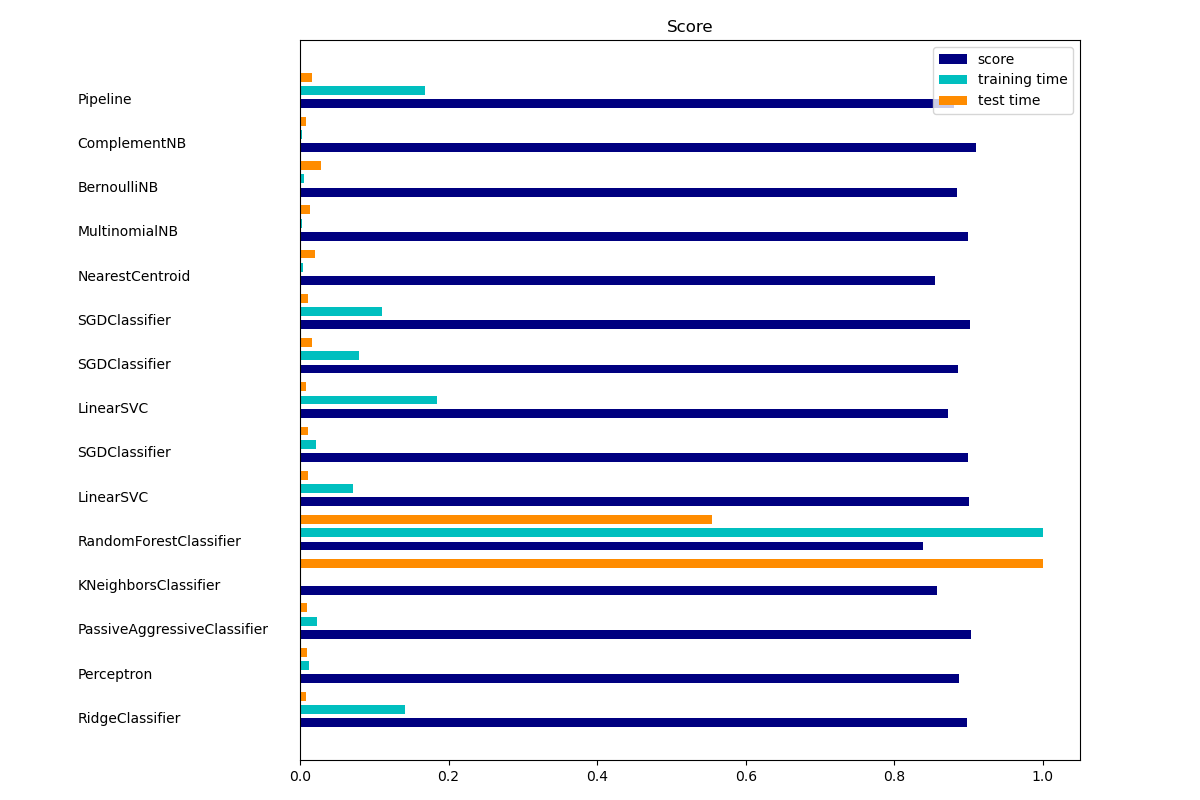 Score
score
training time
test time
Pipeline
ComplementNB
BernoulliNB
MultinomialNB
NearestCentroid
SGDClassifier
SGDClassifier
LinearSVC
SGDClassifier
LinearSVC
RandomForestClassifier
KNeighborsClassifier
PassiveAggressiveClassifier
Perceptron
RidgeClassifier
0.0 0.2 0.4 0.6 0.8 1.0